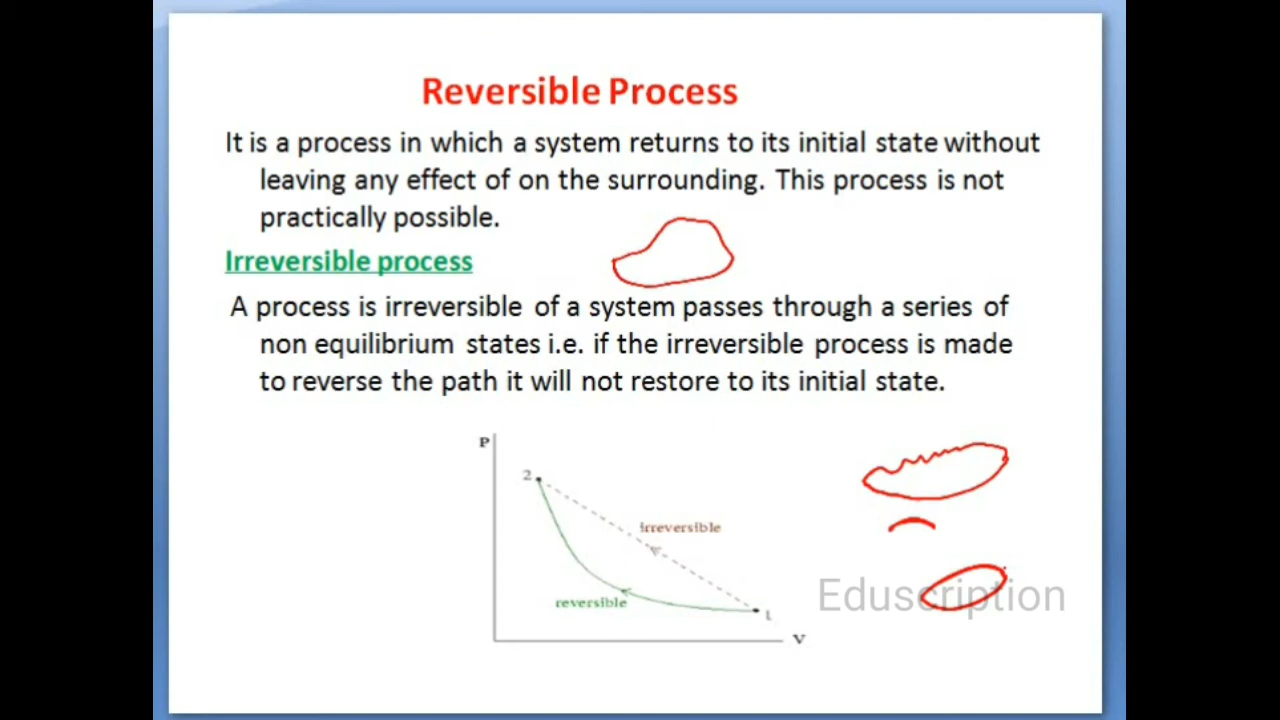 Reversible Process
It is a process in which a system returns to its initial state without
leaving any effect of on the surrounding. This process is not
practically possible.
Irreversible process
A process is irreversible of a system passes through a series of
non equilibrium states i.e. if the irreversible process is made
to reverse the path it will not restore to its initial state.
P
2
irreversible
reversible
1
V
Eduscription